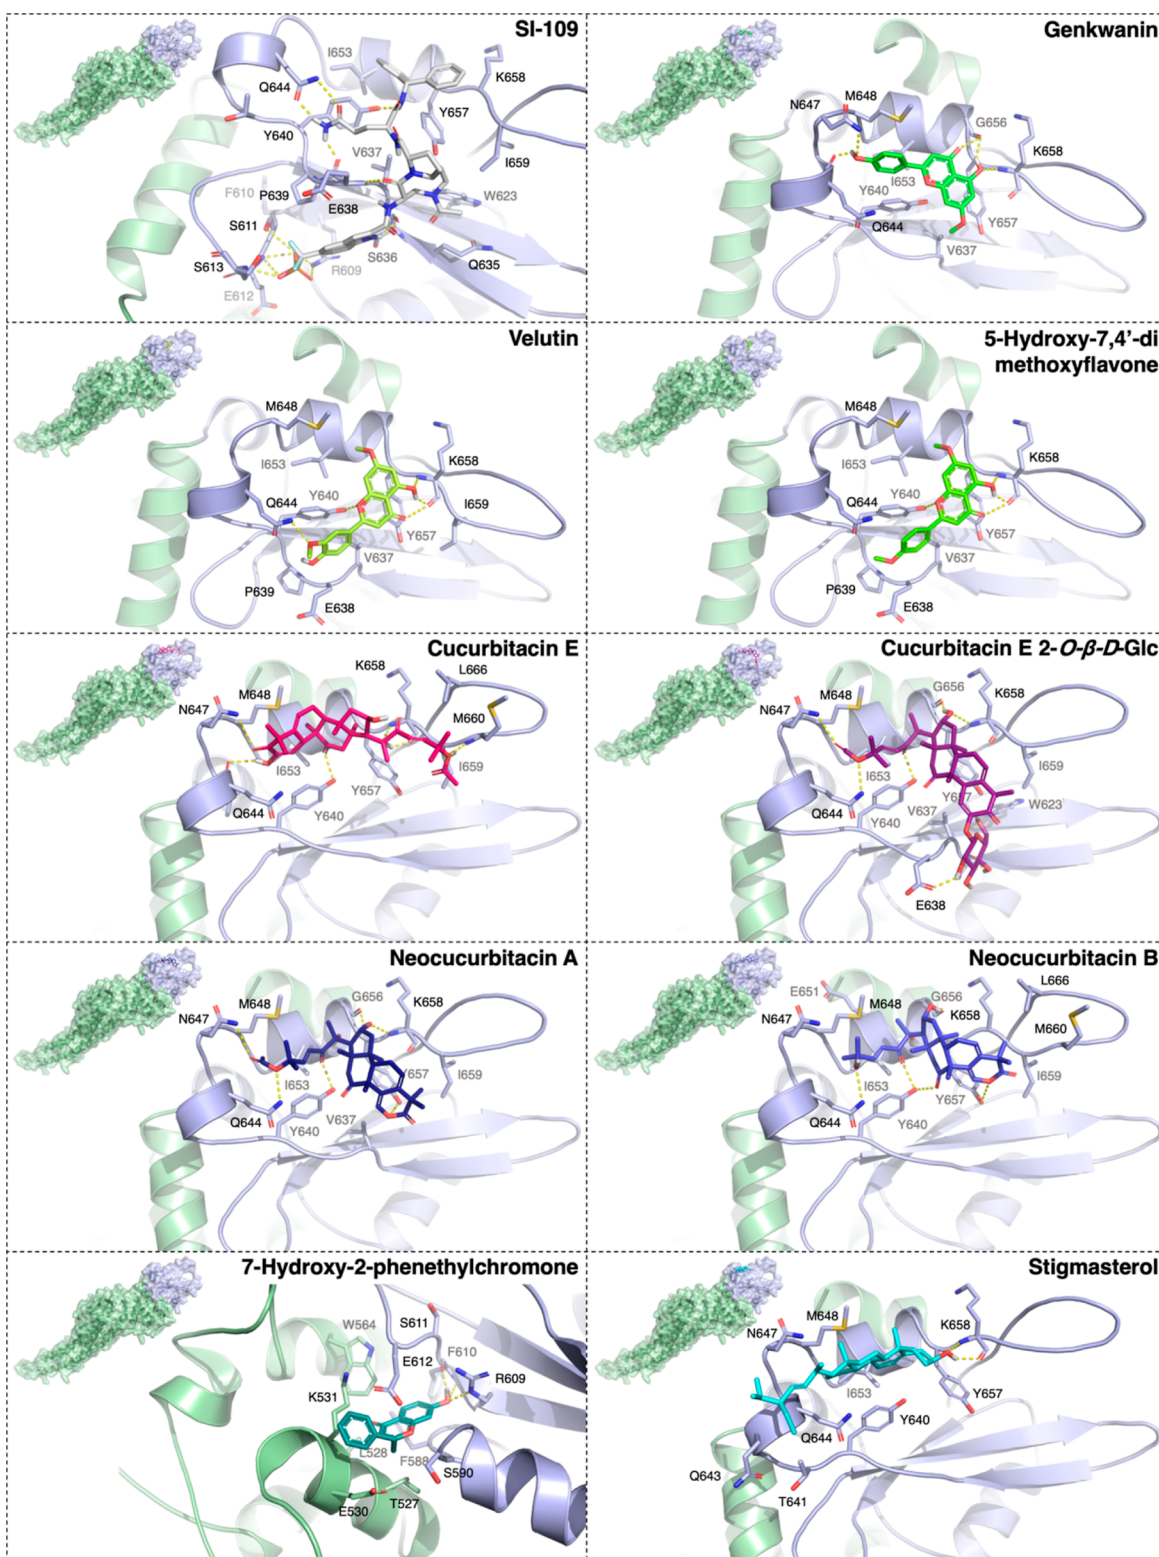 SI-109
I653
K658
Q644
Y640
Y657
V637
I659
F610
P639
E638
W623
S611
S636
Q635
S613
R609
E612
Genkwanin
M648
N647
G656
K658
I653
Y640
Q644
Y657
V637
Velutin
M648
I653
K658
Q644
Y640
I659
Y657
V637
P639
E638
5-Hydroxy-7,4’-di
methoxyflavone
M648
I653
K658
Q644
Y640
Y657
V637
P639
E638
Cucurbitacin E
K658
L666
M648
N647
M660
I653
I659
Y657
Q644
Y640
Cucurbitacin E 2-O-β-D-Glc
G656
M648
K658
N647
I653
I659
Y657
Q644
Y640
V637
W623
E638
Neocucurbitacin A
G656
K658
M648
N647
I653
Y657
I659
Q644
Y640
V637
Neocucurbitacin B
L666
E651
M648
G656
N647
K658
M660
I653
I659
Y657
Q644
Y640
7-Hydroxy-2-phenethylchromone
S611
W564
E612
F610
R609
K531
L528
F588
S590
E530
T527
Stigmasterol
M648
N647
K658
I653
Y657
Y640
Q644
Q643
T641